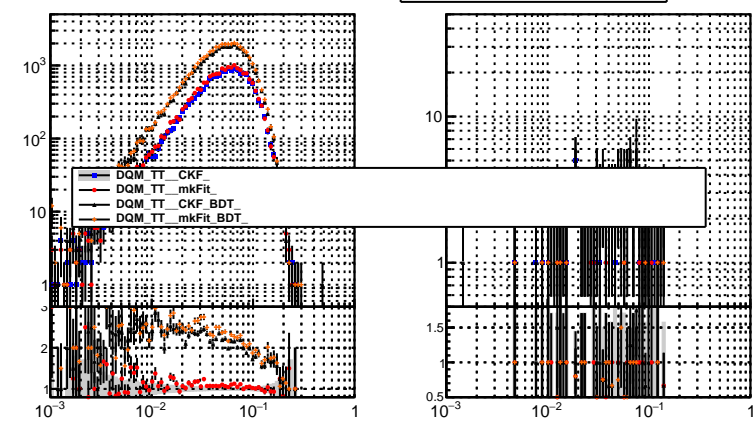 10³
10²
10
1
10
1
DQM_TT__CKF_
DQM_TT__mkFit_
DQM_TT__CKF_BDT_
DQM_TT__mkFit_BDT_
3
2
1
1.5
1
0.5
10⁻³ 10⁻² 10⁻¹ 1
10⁻³ 10⁻² 10⁻¹ 1